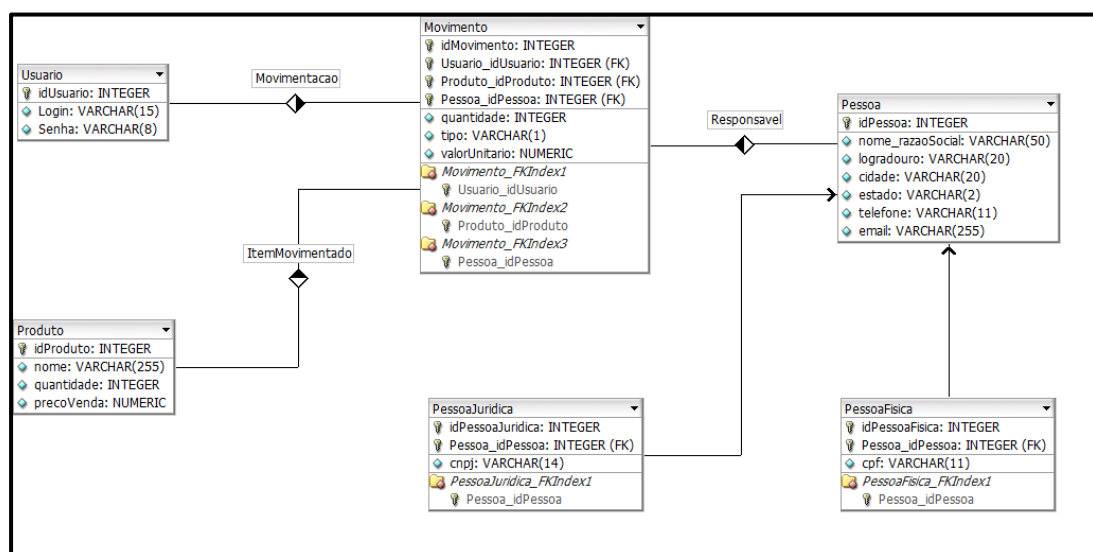 Usuario
idUsuario: INTEGER
Login: VARCHAR(15)
Senha: VARCHAR(8)
Movimentacao
Movimento
idMovimento: INTEGER
Usuario_idUsuario: INTEGER (FK)
Produto_idProduto: INTEGER (FK)
Pessoa_idPessoa: INTEGER (FK)
quantidade: INTEGER
tipo: VARCHAR(1)
valorUnitario: NUMERIC
Movimento_FKIndex1
Usuario_idUsuario
Movimento_FKIndex2
Produto_idProduto
Movimento_FKIndex3
Pessoa_idPessoa
Responsavel
Pessoa
idPessoa: INTEGER
nome_razaoSocial: VARCHAR(50)
logradouro: VARCHAR(20)
cidade: VARCHAR(20)
estado: VARCHAR(2)
telefone: VARCHAR(11)
email: VARCHAR(255)
ItemMovimentado
Produto
idProduto: INTEGER
nome: VARCHAR(255)
quantidade: INTEGER
precoVenda: NUMERIC
PessoaJuridica
idPessoaJuridica: INTEGER
Pessoa_idPessoa: INTEGER (FK)
cnpj: VARCHAR(14)
PessoaJuridica_FKIndex1
Pessoa_idPessoa
PessoaFisica
idPessoaFisica: INTEGER
Pessoa_idPessoa: INTEGER (FK)
cpf: VARCHAR(11)
PessoaFisica_FKIndex1
Pessoa_idPessoa